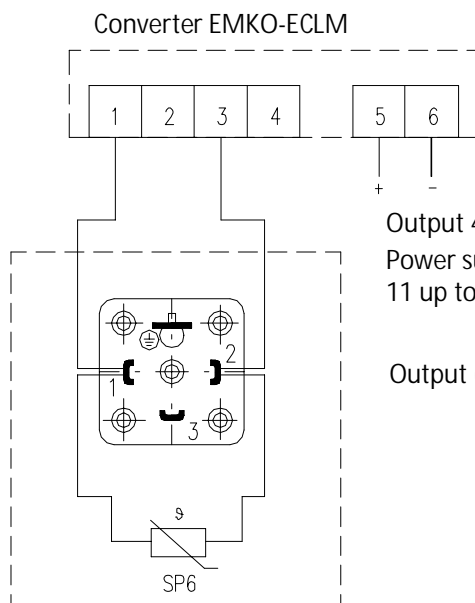 Converter EMKO-ECLM
1 2 3 4 5 6
+ -
Output 4
Power su
11 up to
2
1
Output
3
ϑ
SP6